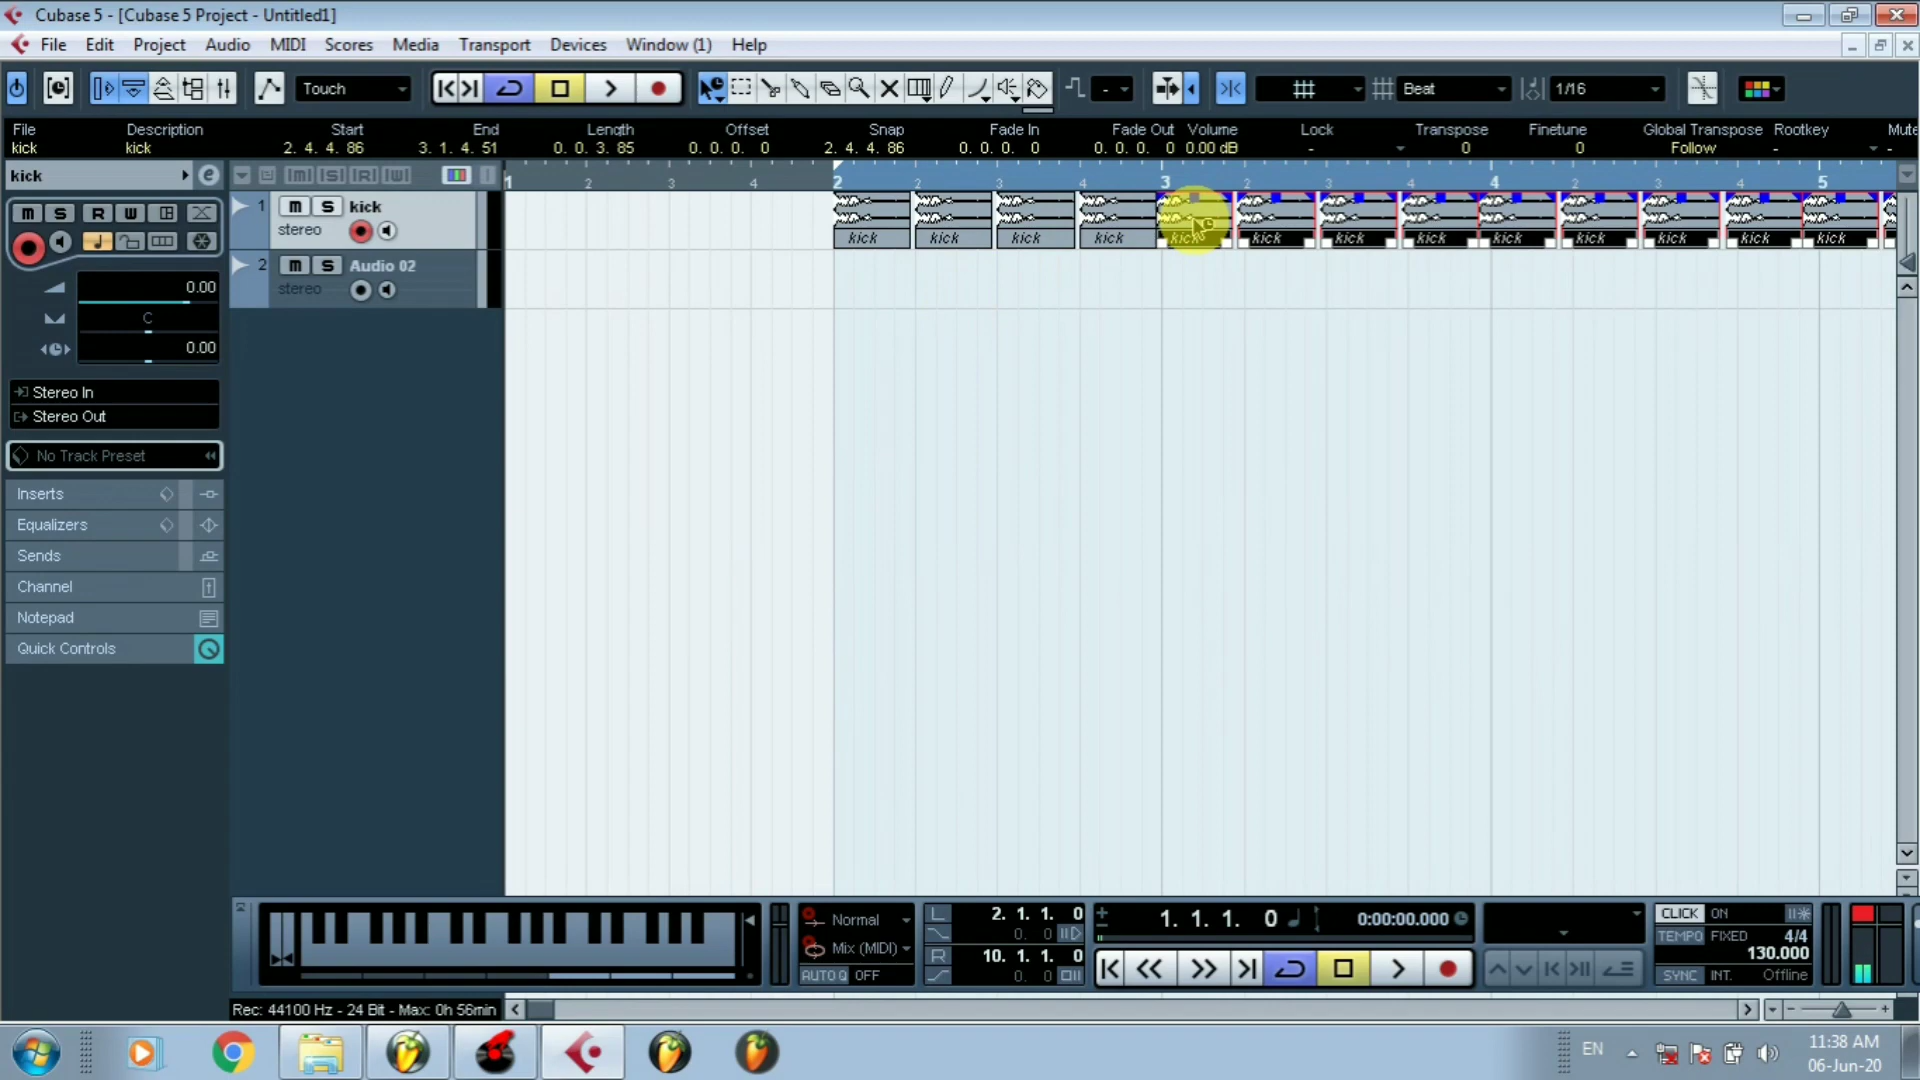 Cubase 5 - [Cubase 5 Project - Untitled1]
File Edit Project Audio MIDI Scores Media Transport Devices Window (1) Help
Touch - Beat 1/16
File Description Start End Length Offset Snap Fade In Fade Out Volume Lock Transpose Finetune Global Transpose Rootkey Mute
kick kick 2. 4. 4. 86 3. 1. 4. 51 0. 0. 3. 85 0. 0. 0. 0 2. 4. 4. 86 0. 0. 0. 0 0. 0. 0. 0 0.00 dB - 0 0 Follow - -
kick e m S R W 1 2 3 4 2 2 3 4 3 2 3 4 4 2 3 4 5
m S R W 1 m S kick
stereo
kick kick kick kick kick kick kick kick kick kick kick kick kick
2 m S Audio 02
stereo
0.00
C
0.00
Stereo In
Stereo Out
No Track Preset
Inserts
Equalizers
Sends
Channel
Notepad
Quick Controls
Normal L 2. 1. 1. 0 1. 1. 1. 0 0:00:00.000 CLICK ON
0. 0 TEMPO FIXED 4/4
Mix (MIDI) R 10. 1. 1. 0 130.000
AUTO Q OFF 0. 0 SYNC INT. Offline
Rec: 44100 Hz - 24 Bit - Max: 0h 56min
EN 11:38 AM
06-Jun-20